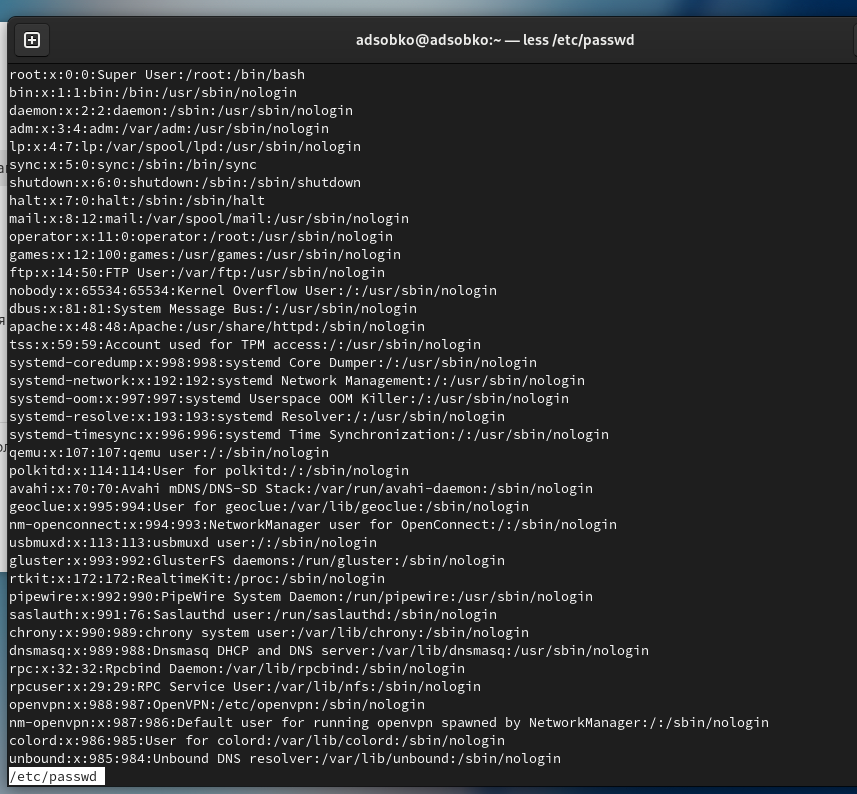 adsobko@adsobko:~ — less /etc/passwd
root:x:0:0:Super User:/root:/bin/bash
bin:x:1:1:bin:/bin:/usr/sbin/nologin
daemon:x:2:2:daemon:/sbin:/usr/sbin/nologin
adm:x:3:4:adm:/var/adm:/usr/sbin/nologin
lp:x:4:7:lp:/var/spool/lpd:/usr/sbin/nologin
sync:x:5:0:sync:/sbin:/bin/sync
shutdown:x:6:0:shutdown:/sbin:/sbin/shutdown
halt:x:7:0:halt:/sbin:/sbin/halt
mail:x:8:12:mail:/var/spool/mail:/usr/sbin/nologin
operator:x:11:0:operator:/root:/usr/sbin/nologin
games:x:12:100:games:/usr/games:/usr/sbin/nologin
ftp:x:14:50:FTP User:/var/ftp:/usr/sbin/nologin
nobody:x:65534:65534:Kernel Overflow User:/:/usr/sbin/nologin
dbus:x:81:81:System Message Bus:/:/usr/sbin/nologin
apache:x:48:48:Apache:/usr/share/httpd:/sbin/nologin
tss:x:59:59:Account used for TPM access:/:/usr/sbin/nologin
systemd-coredump:x:998:998:systemd Core Dumper:/:/usr/sbin/nologin
systemd-network:x:192:192:systemd Network Management:/:/usr/sbin/nologin
systemd-oom:x:997:997:systemd Userspace OOM Killer:/:/usr/sbin/nologin
systemd-resolve:x:193:193:systemd Resolver:/:/usr/sbin/nologin
systemd-timesync:x:996:996:systemd Time Synchronization:/:/usr/sbin/nologin
qemu:x:107:107:qemu user:/:/sbin/nologin
polkitd:x:114:114:User for polkitd:/:/sbin/nologin
avahi:x:70:70:Avahi mDNS/DNS-SD Stack:/var/run/avahi-daemon:/sbin/nologin
geoclue:x:995:994:User for geoclue:/var/lib/geoclue:/sbin/nologin
nm-openconnect:x:994:993:NetworkManager user for OpenConnect:/:/sbin/nologin
usbmuxd:x:113:113:usbmuxd user:/:/sbin/nologin
gluster:x:993:992:GlusterFS daemons:/run/gluster:/sbin/nologin
rtkit:x:172:172:RealtimeKit:/proc:/sbin/nologin
pipewire:x:992:990:PipeWire System Daemon:/run/pipewire:/usr/sbin/nologin
saslauth:x:991:76:Saslauthd user:/run/saslauthd:/sbin/nologin
chrony:x:990:989:chrony system user:/var/lib/chrony:/sbin/nologin
dnsmasq:x:989:988:Dnsmasq DHCP and DNS server:/var/lib/dnsmasq:/usr/sbin/nologin
rpc:x:32:32:Rpcbind Daemon:/var/lib/rpcbind:/sbin/nologin
rpcuser:x:29:29:RPC Service User:/var/lib/nfs:/sbin/nologin
openvpn:x:988:987:OpenVPN:/etc/openvpn:/sbin/nologin
nm-openvpn:x:987:986:Default user for running openvpn spawned by NetworkManager:/:/sbin/nologin
colord:x:986:985:User for colord:/var/lib/colord:/sbin/nologin
unbound:x:985:984:Unbound DNS resolver:/var/lib/unbound:/sbin/nologin
/etc/passwd